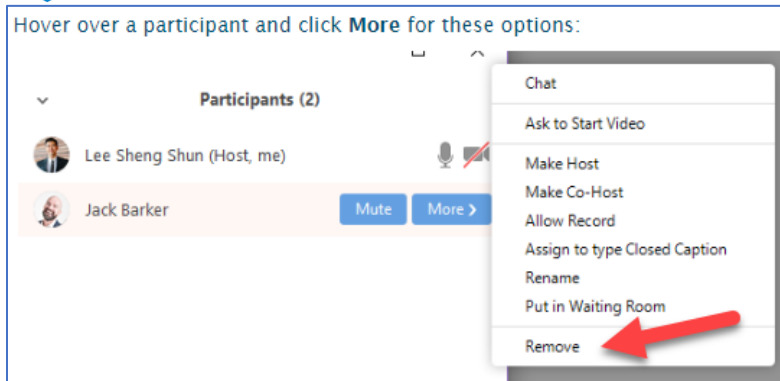 Hover over a participant and click More for these options:
Participants (2)
Lee Sheng Shun (Host, me)
Jack Barker
Mute
More >
Chat
Ask to Start Video
Make Host
Make Co-Host
Allow Record
Assign to type Closed Caption
Rename
Put in Waiting Room
Remove